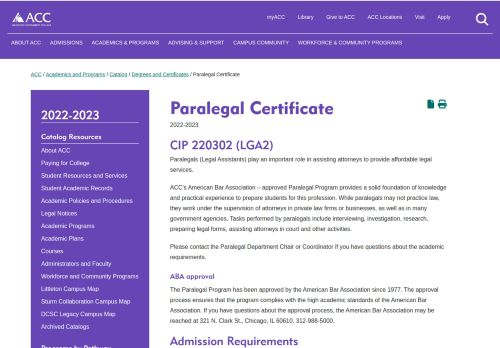 ACC
myACC Library Give to ACC ACC Locations Visit Apply
ABOUT ACC ADMISSIONS ACADEMICS & PROGRAMS ADVISING & SUPPORT CAMPUS COMMUNITY WORKFORCE & COMMUNITY PROGRAMS
ACC / Academics and Programs / Catalog / Degrees and Certificates / Paralegal Certificate
2022-2023
Catalog Resources
About ACC
Paying for College
Student Resources and Services
Student Academic Records
Academic Policies and Procedures
Legal Notices
Academic Programs
Academic Plans
Courses
Administrators and Faculty
Workforce and Community Programs
Littleton Campus Map
Sturm Collaboration Campus Map
DCSC Legacy Campus Map
Archived Catalogs
Programs by Pathway
Paralegal Certificate
2022-2023
CIP 220302 (LGA2)
Paralegals (Legal Assistants) play an important role in assisting attorneys to provide affordable legal
services.
ACC's American Bar Association – approved Paralegal Program provides a solid foundation of knowledge
and practical experience to prepare students for this profession. While paralegals may not practice law,
they work under the supervision of attorneys in private law firms or businesses, as well as in many
government agencies. Tasks performed by paralegals include interviewing, investigation, research,
preparing legal forms, assisting attorneys in court and other activities.
Please contact the Paralegal Department Chair or Coordinator if you have questions about the academic
requirements.
ABA approval
The Paralegal Program has been approved by the American Bar Association since 1977. The approval
process ensures that the program complies with the high academic standards of the American Bar
Association. If you have questions about the approval process, the American Bar Association may be
reached at 321 N. Clark St., Chicago, IL 60610, 312-988-5000.
Admission Requirements